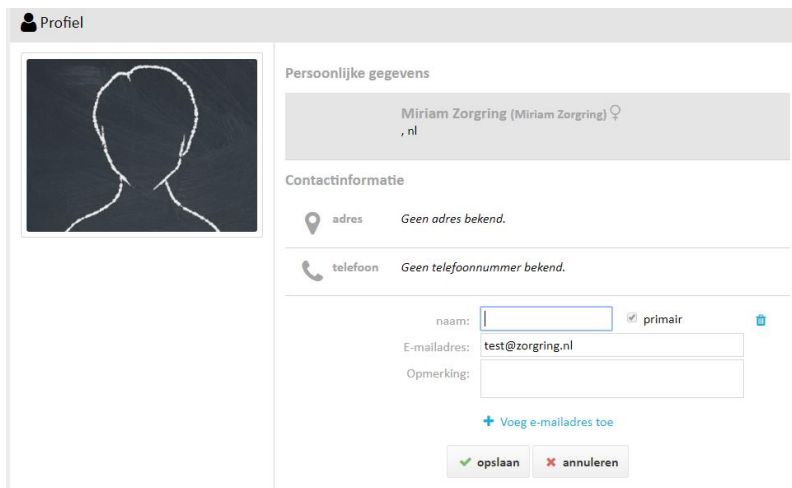 Profiel
Persoonlijke gegevens
Miriam Zorgring (Miriam Zorgring)
, nl
Contactinformatie
adres Geen adres bekend.
telefoon Geen telefoonnummer bekend.
naam: primair
E-mailadres: test@zorgring.nl
Opmerking:
Voeg e-mailadres toe
opslaan annuleren